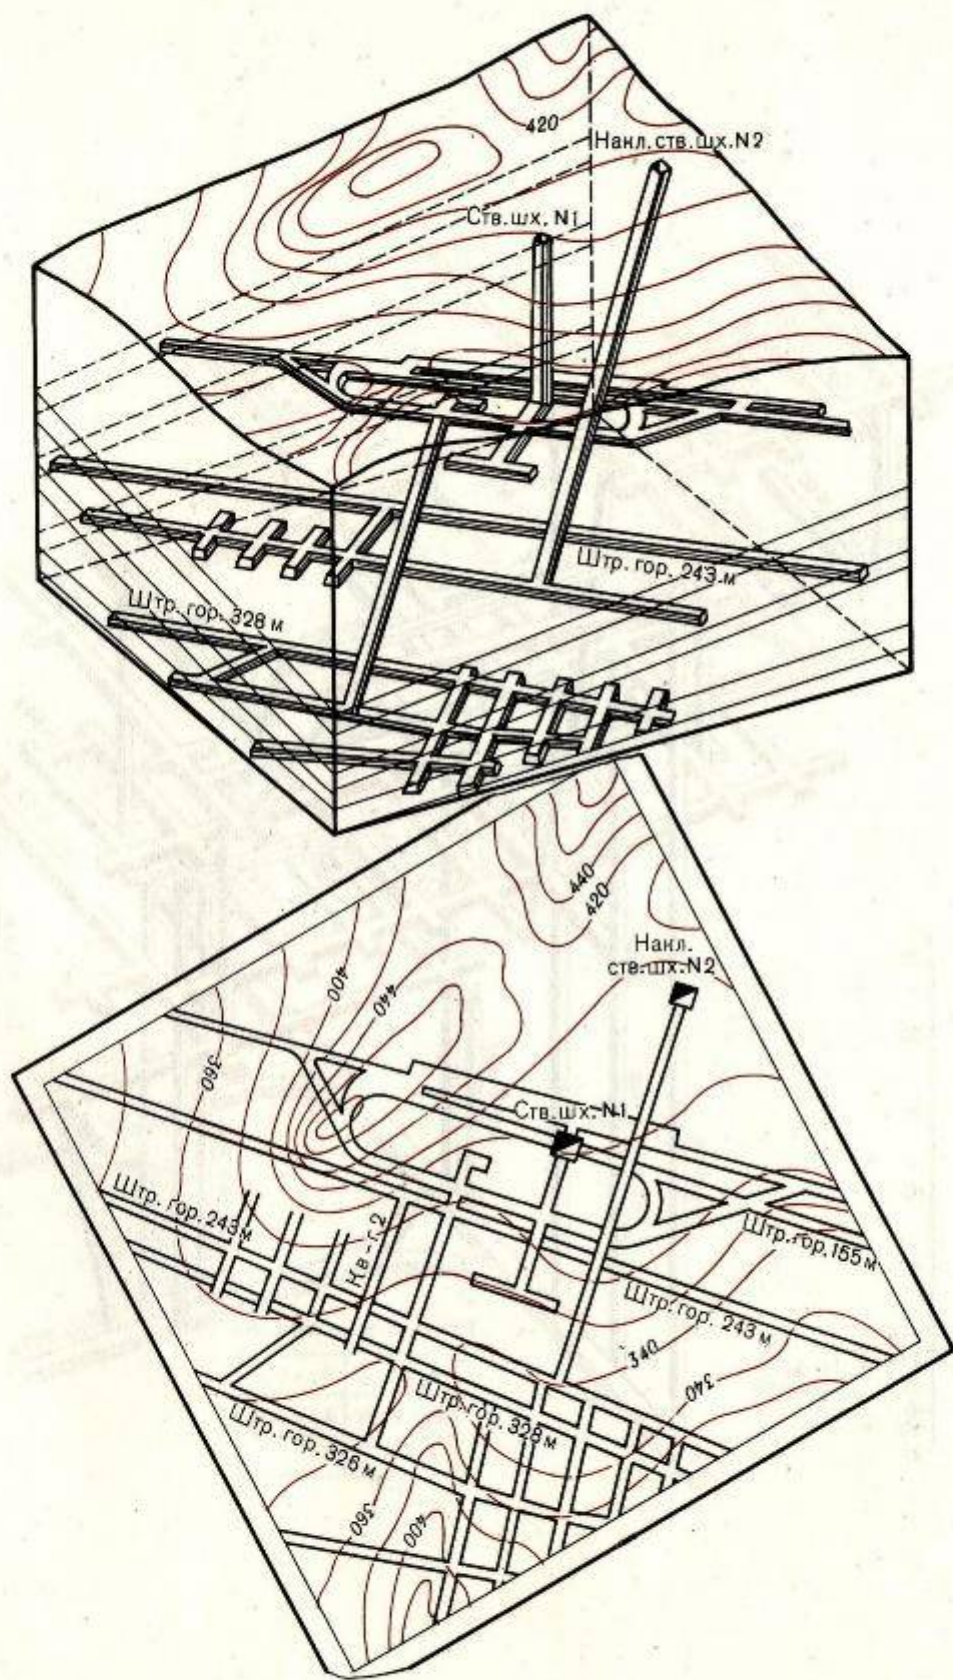 420
Накл. ств. шх. N2
Ств. шх. N1
Штр. гор. 243 м
Штр. гор. 328 м
440
420
Накл.
ств. шх. N2
400
440
360
Ств. шх. N1
Штр. гор. 243м
Кв-г.2
Штр. гор. 155 м
Штр. гор. 243 м
340
340
Штр. гор. 328м
Штр. гор. 326 м
360
400